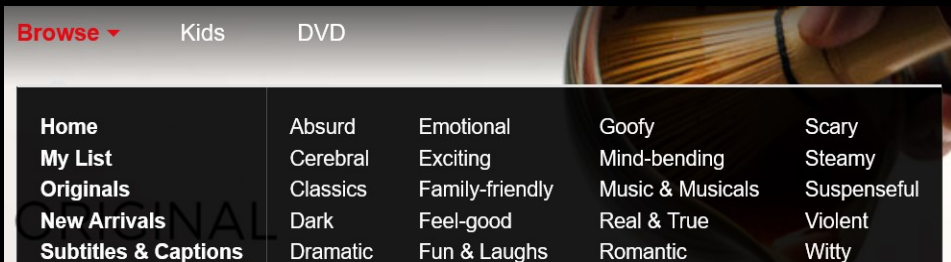 Browse Kids DVD
Home Absurd Emotional Goofy Scary
My List Cerebral Exciting Mind-bending Steamy
Originals Classics Family-friendly Music & Musicals Suspenseful
New Arrivals Dark Feel-good Real & True Violent
Subtitles & Captions Dramatic Fun & Laughs Romantic Witty
ORIGINAL